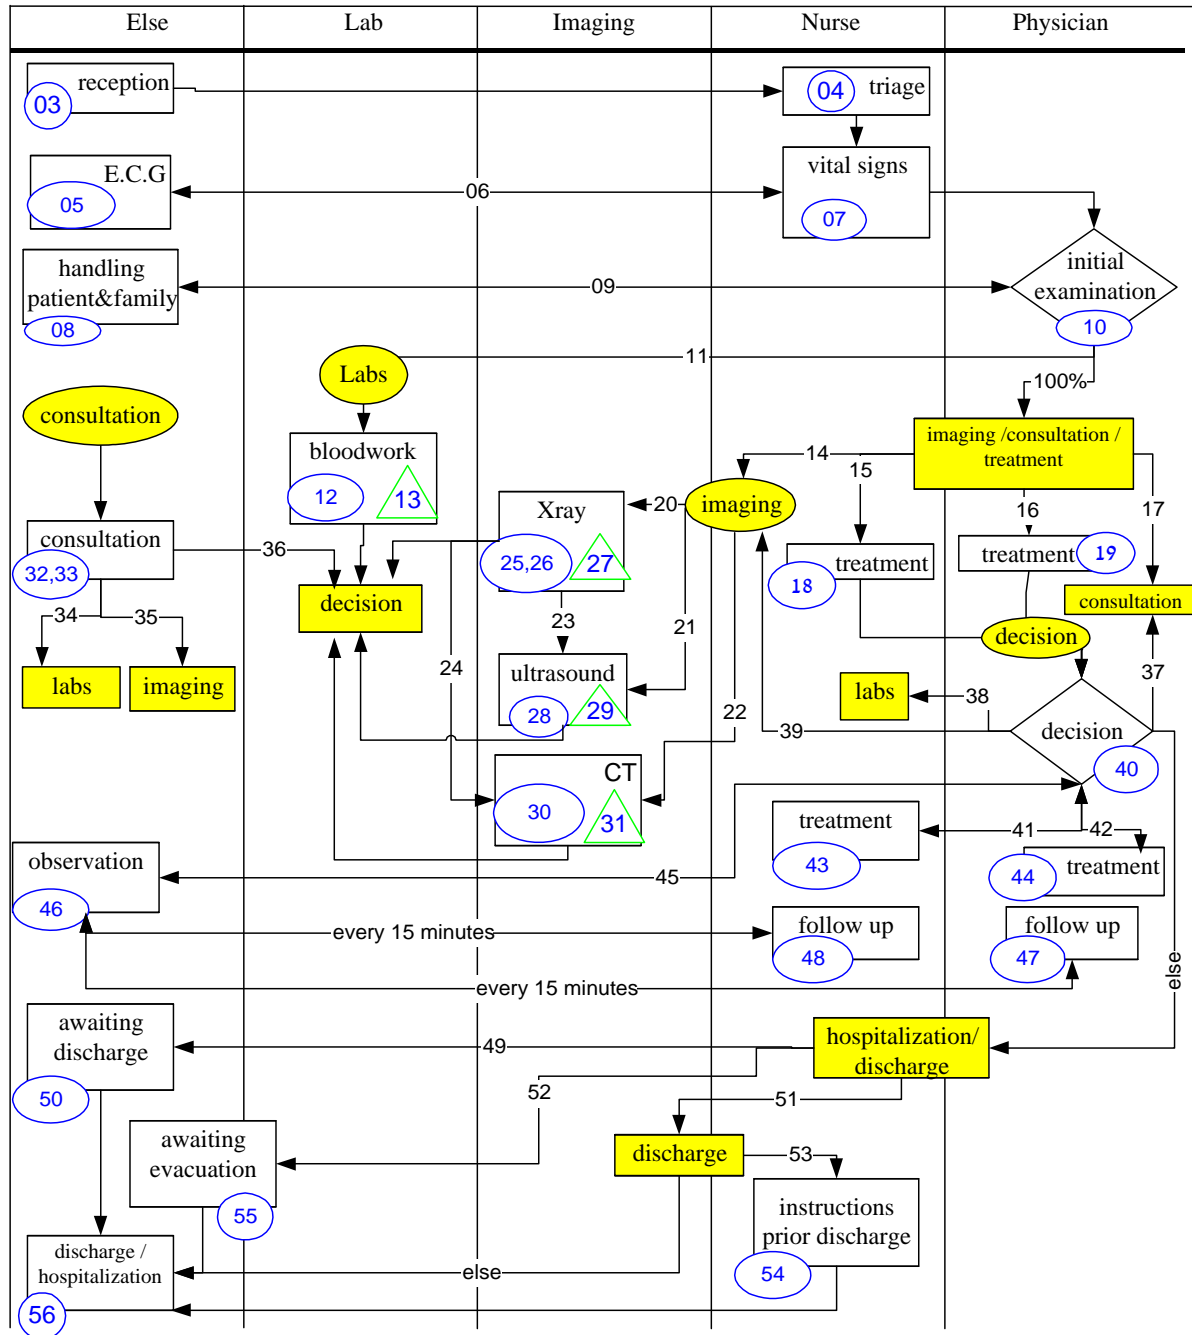 Else
Lab
Imaging
Nurse
Physician
reception
03
04
triage
E.C.G
05
06
vital signs
07
handling
patient&family
08
09
initial
examination
10
Labs
11
100%
consultation
imaging /consultation /
treatment
bloodwork
12
13
14
15
16
17
imaging
20
Xray
25,26
27
consultation
32,33
36
treatment
18
treatment
19
consultation
decision
34
35
23
21
24
22
decision
37
labs
imaging
ultrasound
28
29
labs
38
39
decision
40
CT
30
31
treatment
43
41
42
treatment
44
observation
46
45
every 15 minutes
follow up
48
follow up
47
every 15 minutes
else
awaiting
discharge
50
49
hospitalization/
discharge
52
51
awaiting
evacuation
55
discharge
53
instructions
prior discharge
54
discharge /
hospitalization
56
else